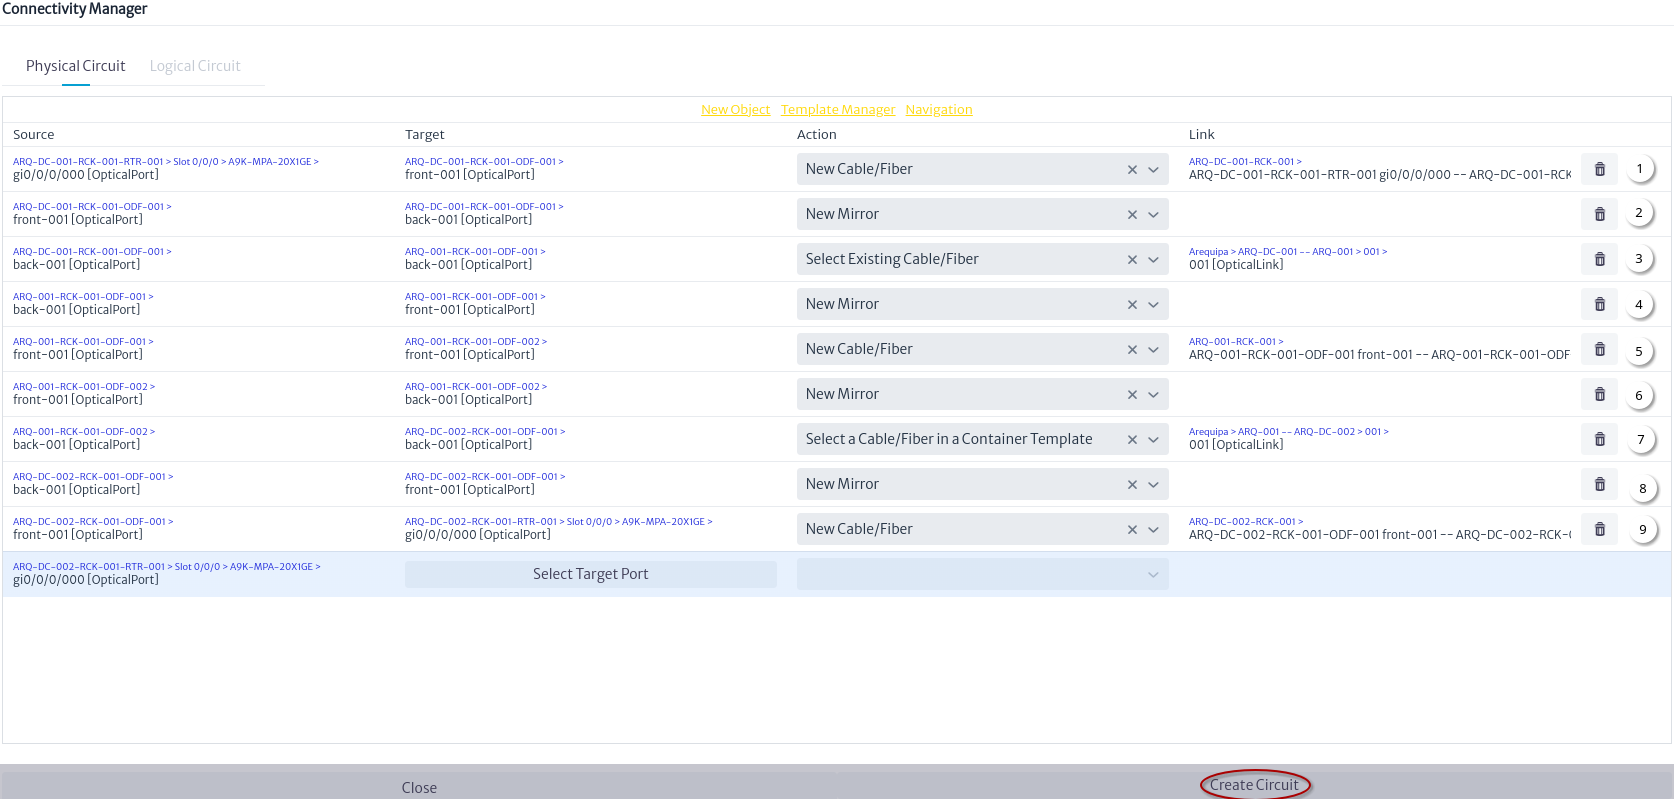 Connectivity Manager
Physical Circuit Logical Circuit
New Object Template Manager Navigation
Source Target Action Link
ARQ-DC-001-RCK-001-RTR-001 > Slot 0/0/0 > A9K-MPA-20X1GE > ARQ-DC-001-RCK-001-ODF-001 > New Cable/Fiber ARQ-DC-001-RCK-001 > 1
gi0/0/0/000 [OpticalPort] front-001 [OpticalPort] ARQ-DC-001-RCK-001-RTR-001 gi0/0/0/000 -- ARQ-DC-001-RCK
ARQ-DC-001-RCK-001-ODF-001 > ARQ-DC-001-RCK-001-ODF-001 > New Mirror 2
front-001 [OpticalPort] back-001 [OpticalPort]
ARQ-DC-001-RCK-001-ODF-001 > ARQ-001-RCK-001-ODF-001 > Select Existing Cable/Fiber Arequipa > ARQ-DC-001 -- ARQ-001 > 001 > 3
back-001 [OpticalPort] back-001 [OpticalPort] 001 [OpticalLink]
ARQ-001-RCK-001-ODF-001 > ARQ-001-RCK-001-ODF-001 > New Mirror 4
back-001 [OpticalPort] front-001 [OpticalPort]
ARQ-001-RCK-001-ODF-001 > ARQ-001-RCK-001-ODF-002 > New Cable/Fiber ARQ-001-RCK-001 > 5
front-001 [OpticalPort] front-001 [OpticalPort] ARQ-001-RCK-001-ODF-001 front-001 -- ARQ-001-RCK-001-ODF
ARQ-001-RCK-001-ODF-002 > ARQ-001-RCK-001-ODF-002 > New Mirror 6
front-001 [OpticalPort] back-001 [OpticalPort]
ARQ-001-RCK-001-ODF-002 > ARQ-DC-002-RCK-001-ODF-001 > Select a Cable/Fiber in a Container Template Arequipa > ARQ-001 -- ARQ-DC-002 > 001 > 7
back-001 [OpticalPort] back-001 [OpticalPort] 001 [OpticalLink]
ARQ-DC-002-RCK-001-ODF-001 > ARQ-DC-002-RCK-001-ODF-001 > New Mirror 8
back-001 [OpticalPort] front-001 [OpticalPort]
ARQ-DC-002-RCK-001-ODF-001 > ARQ-DC-002-RCK-001-RTR-001 > Slot 0/0/0 > A9K-MPA-20X1GE > New Cable/Fiber ARQ-DC-002-RCK-001 > 9
front-001 [OpticalPort] gi0/0/0/000 [OpticalPort] ARQ-DC-002-RCK-001-ODF-001 front-001 -- ARQ-DC-002-RCK-
ARQ-DC-002-RCK-001-RTR-001 > Slot 0/0/0 > A9K-MPA-20X1GE > Select Target Port
gi0/0/0/000 [OpticalPort]
Close Create Circuit